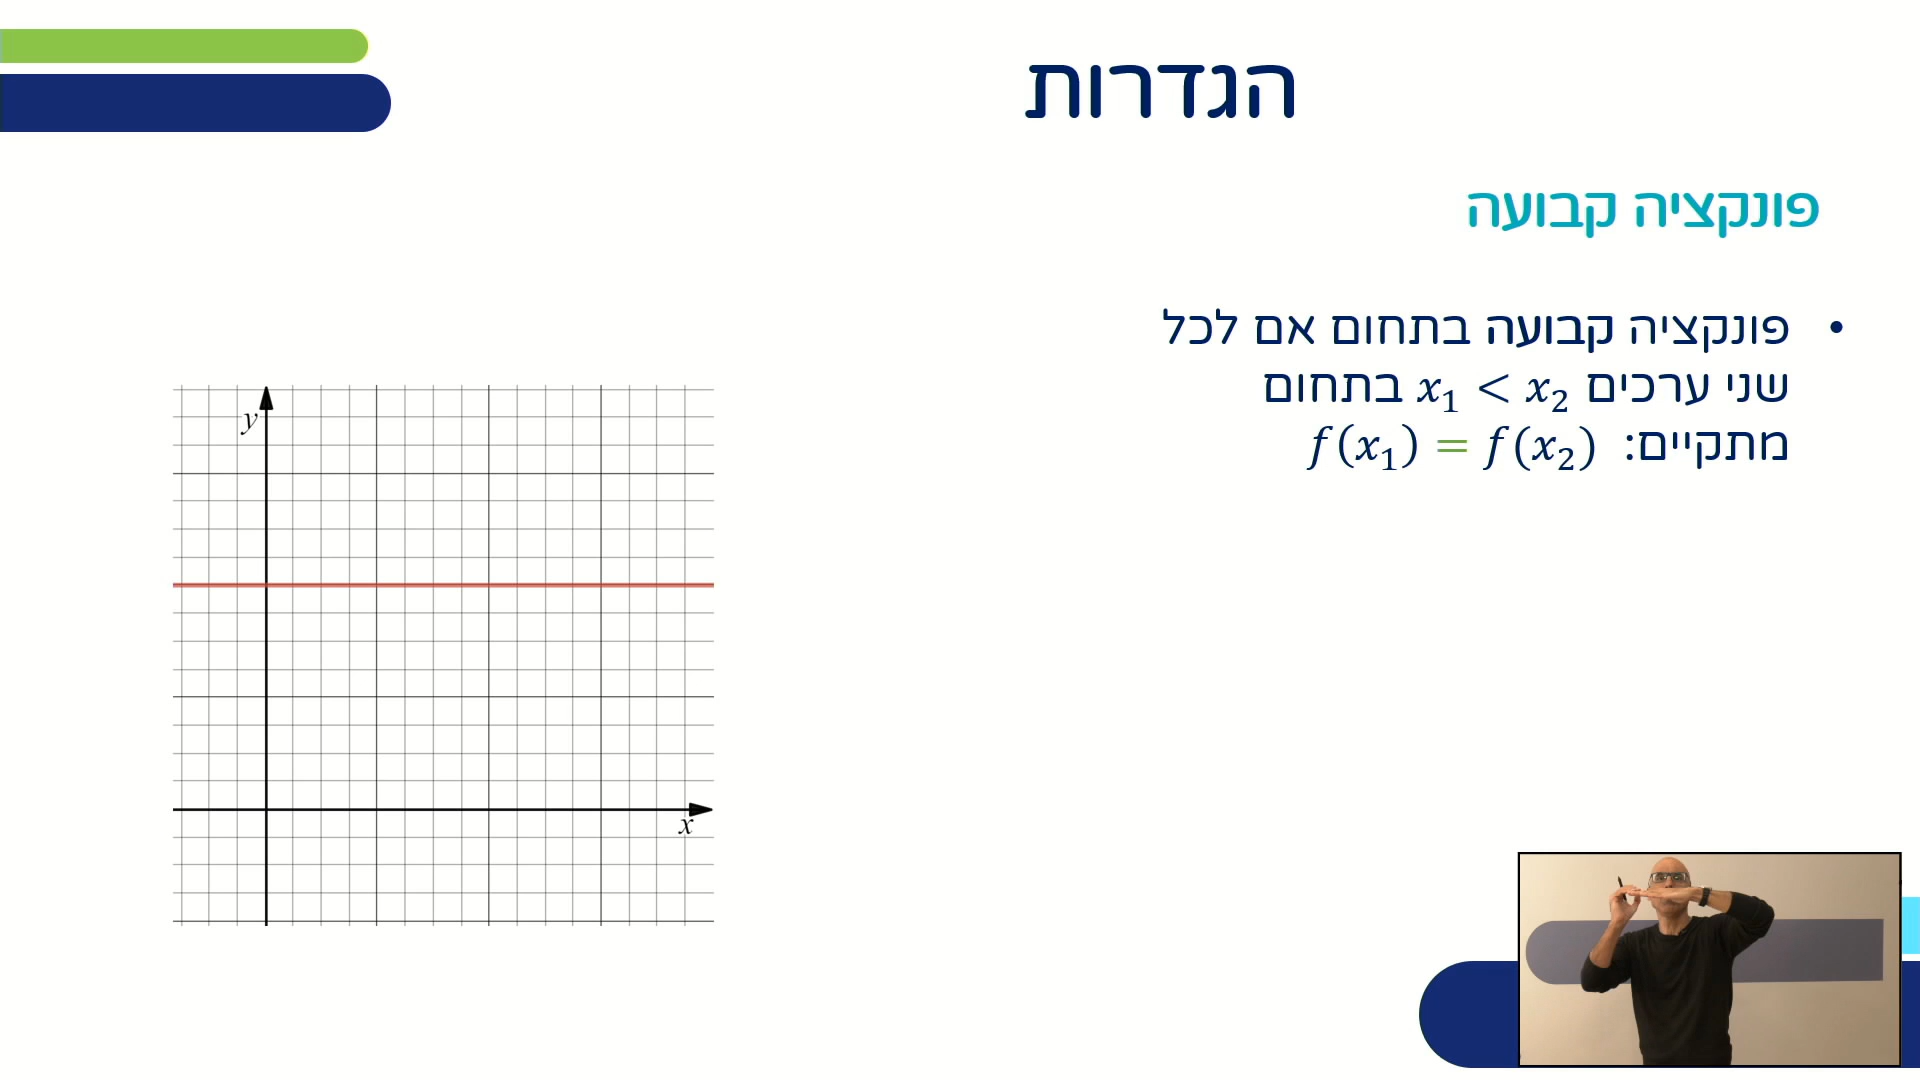 הגדרות
פונקציה קבועה
• פונקציה קבועה בתחום אם לכל
שני ערכים x₁ < x₂ בתחום
מתקיים: f(x₁) = f(x₂)
y
x